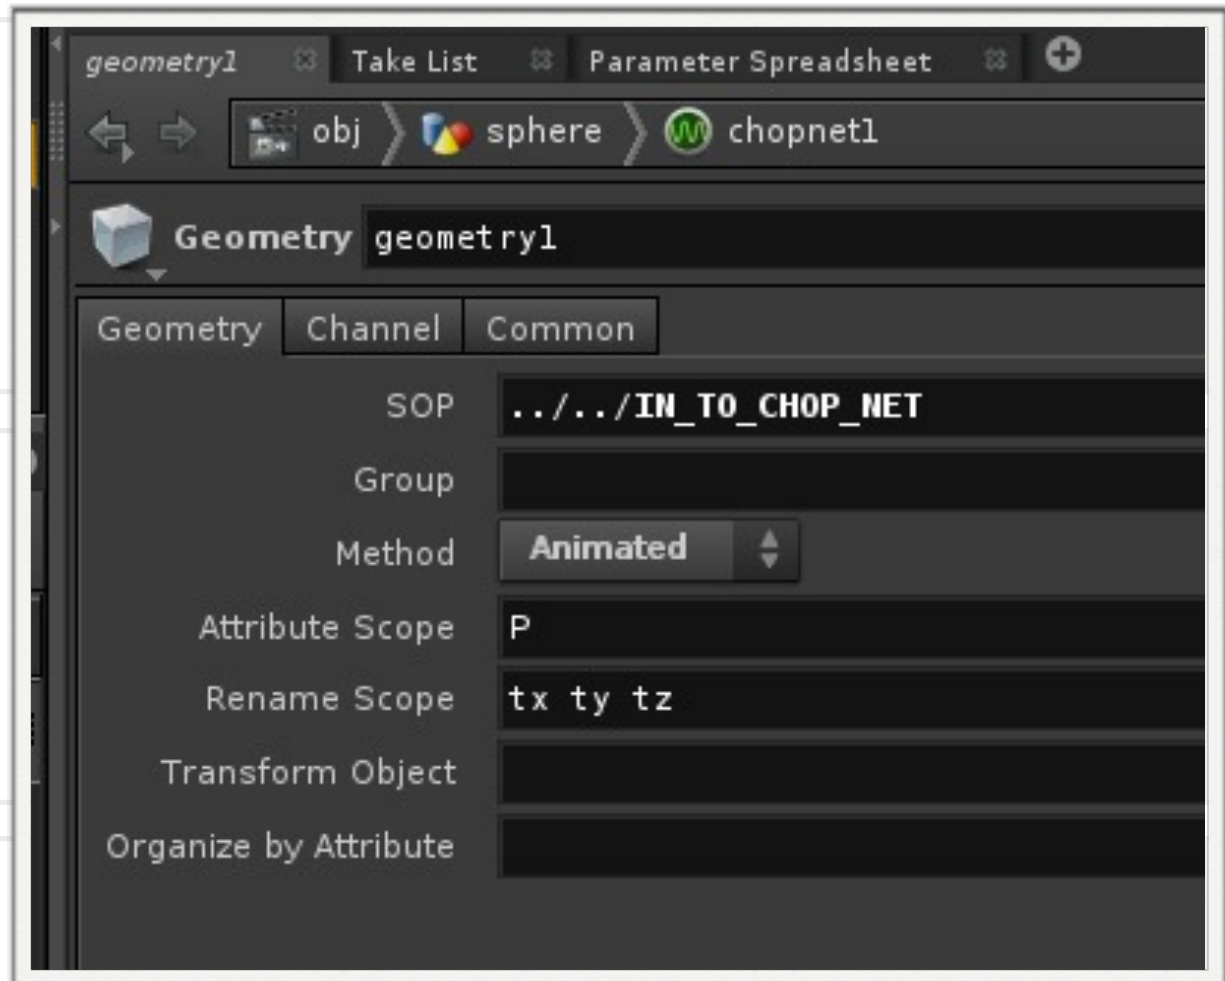 geometry1 Take List Parameter Spreadsheet
obj sphere chopnet1
Geometry geometry1
Geometry Channel Common
SOP ../../IN_TO_CHOP_NET
Group
Method Animated
Attribute Scope P
Rename Scope tx ty tz
Transform Object
Organize by Attribute